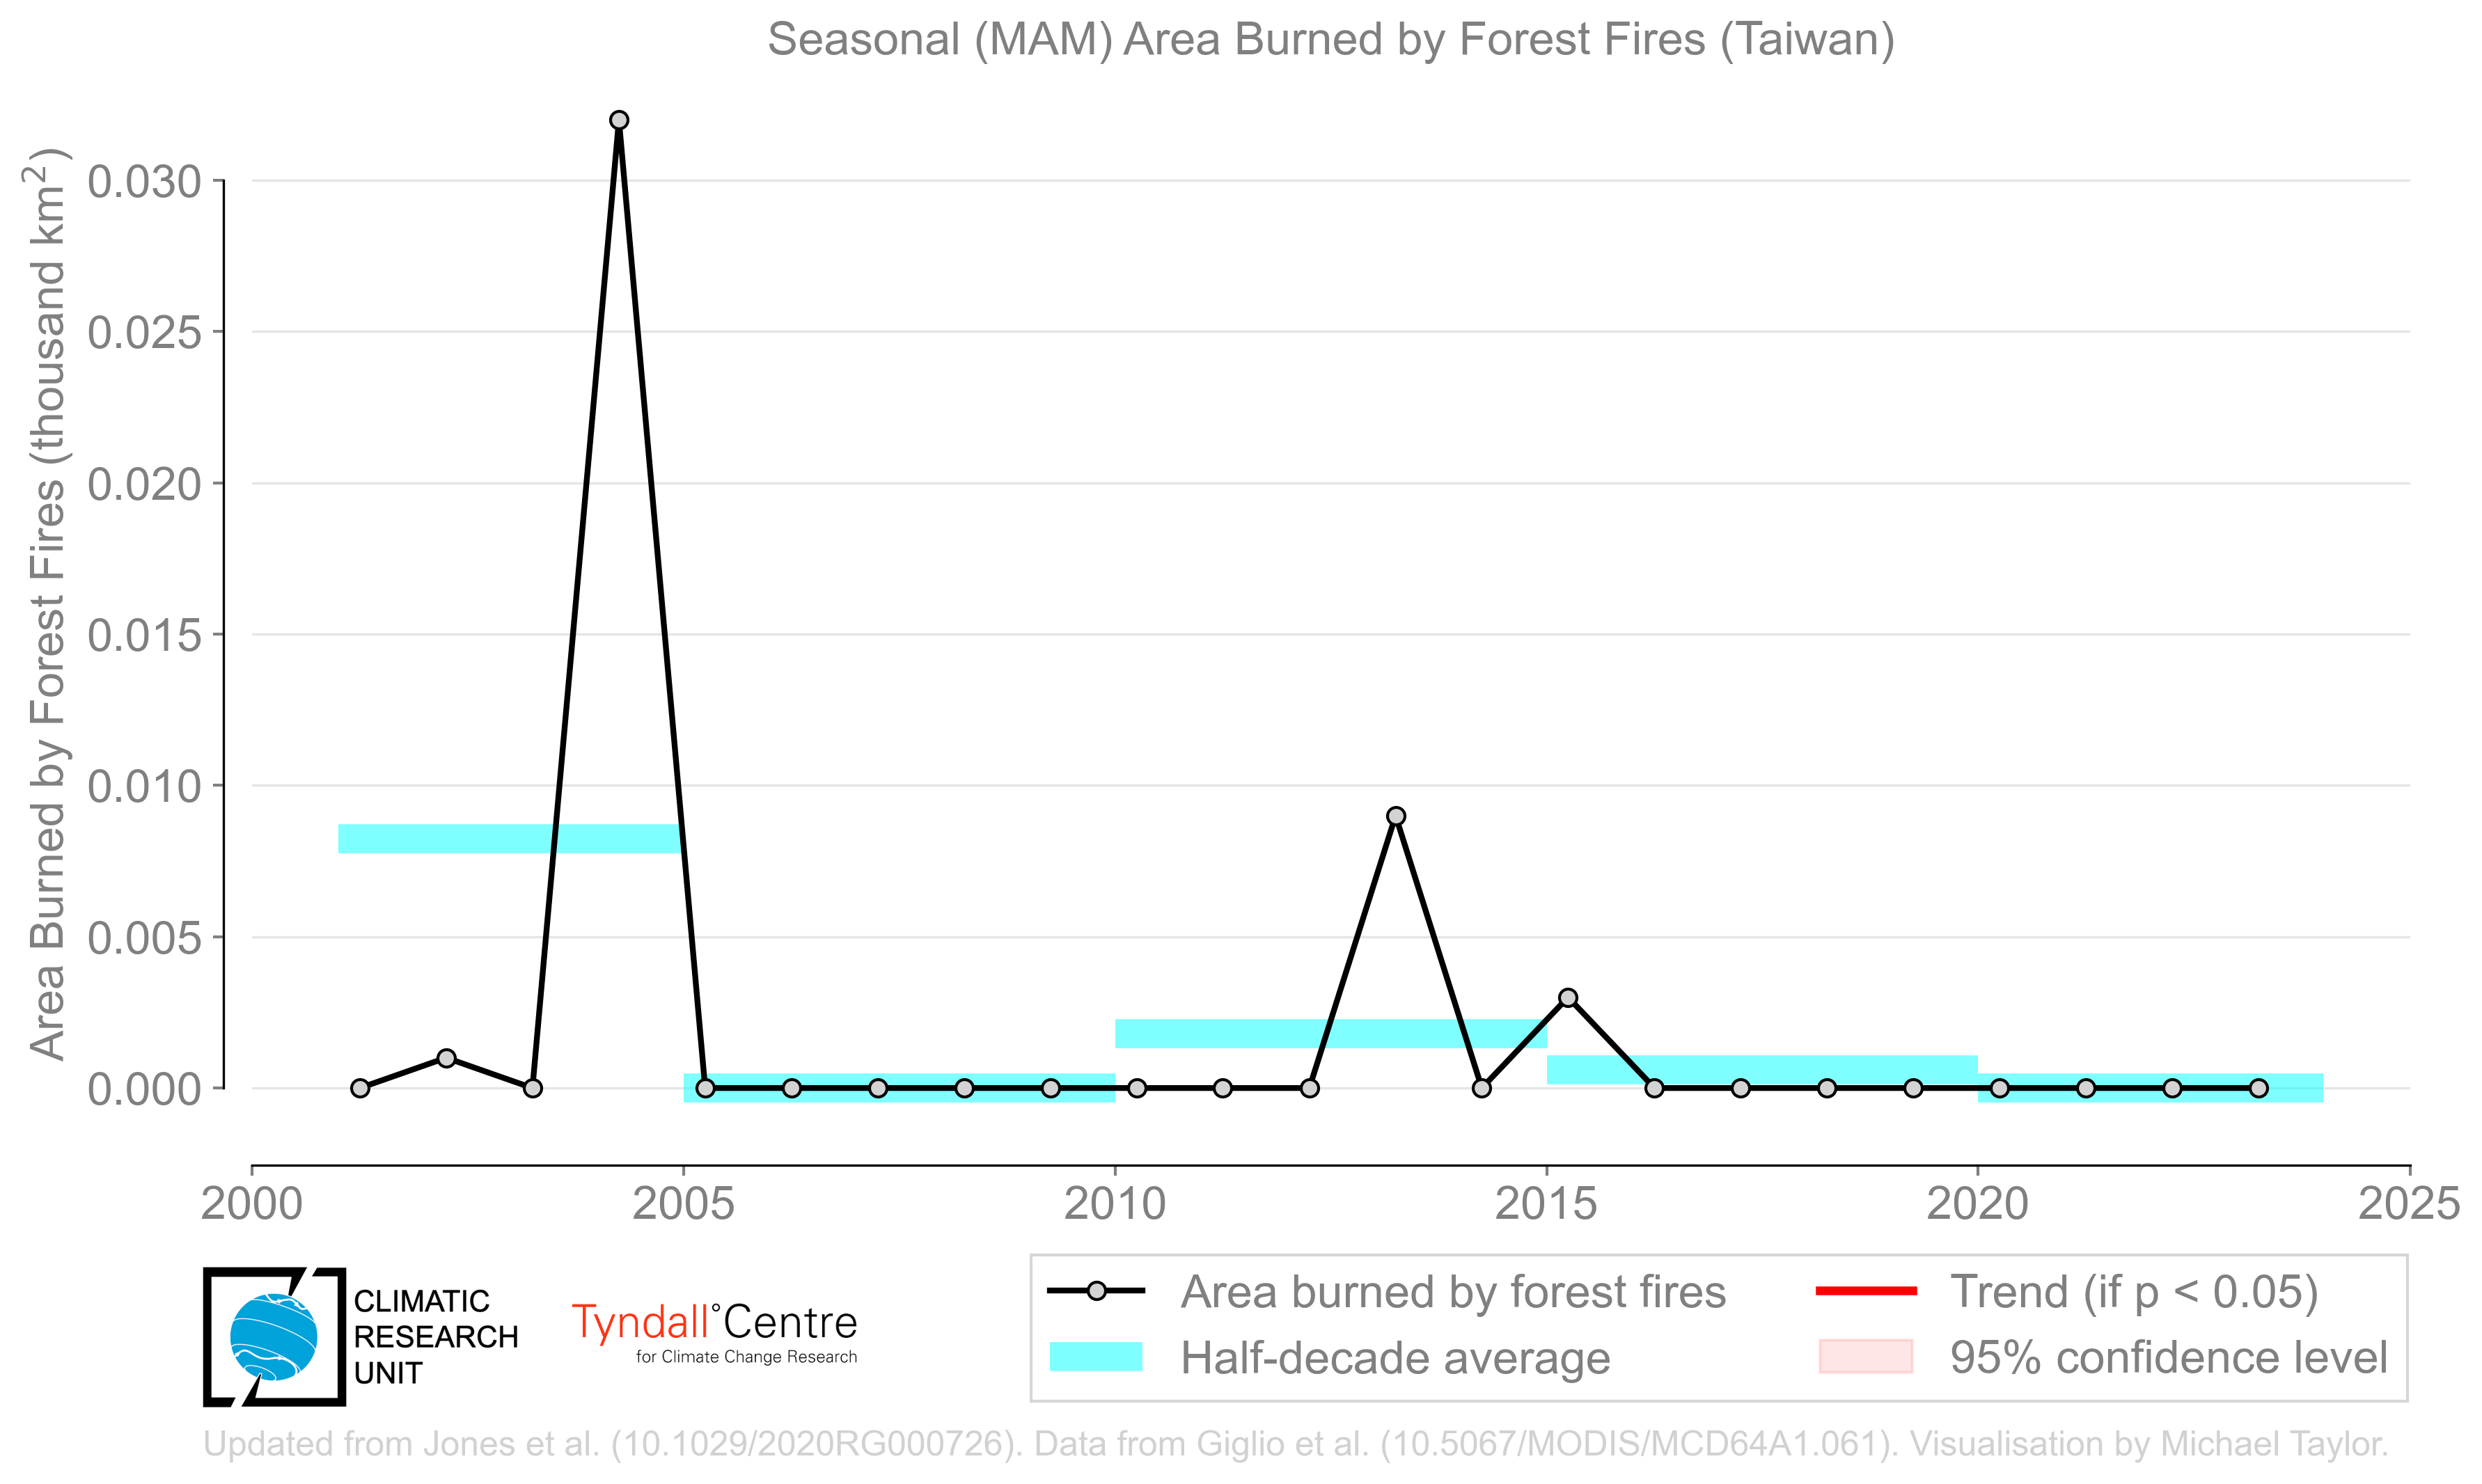 Seasonal (MAM) Area Burned by Forest Fires (Taiwan)
Area Burned by Forest Fires (thousand km²)
0.030
0.025
0.020
0.015
0.010
0.005
0.000
2000
2005
2010
2015
2020
2025
CLIMATIC
RESEARCH
UNIT
Tyndall°Centre
for Climate Change Research
Area burned by forest fires
Half-decade average
Trend (if p < 0.05)
95% confidence level
Updated from Jones et al. (10.1029/2020RG000726). Data from Giglio et al. (10.5067/MODIS/MCD64A1.061). Visualisation by Michael Taylor.